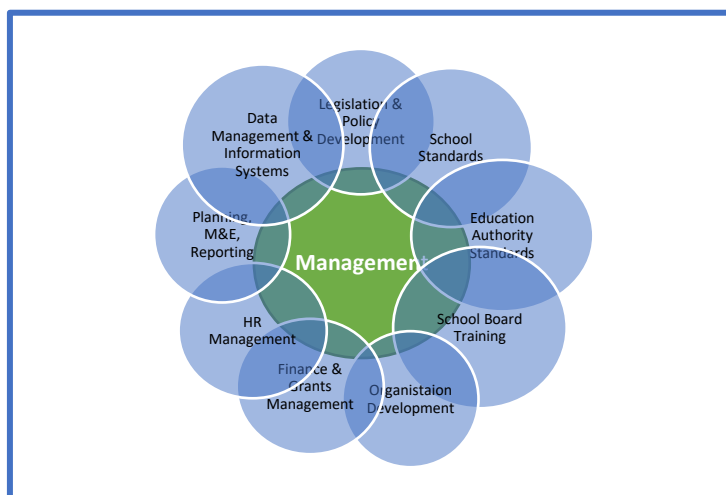 Legislation &
Policy
Development
School
Standards
Education
Authority
Standards
School Board
Training
Organistaion
Development
Finance &
Grants
Management
HR
Management
Planning,
M&E,
Reporting
Data
Management &
Information
Systems
Management